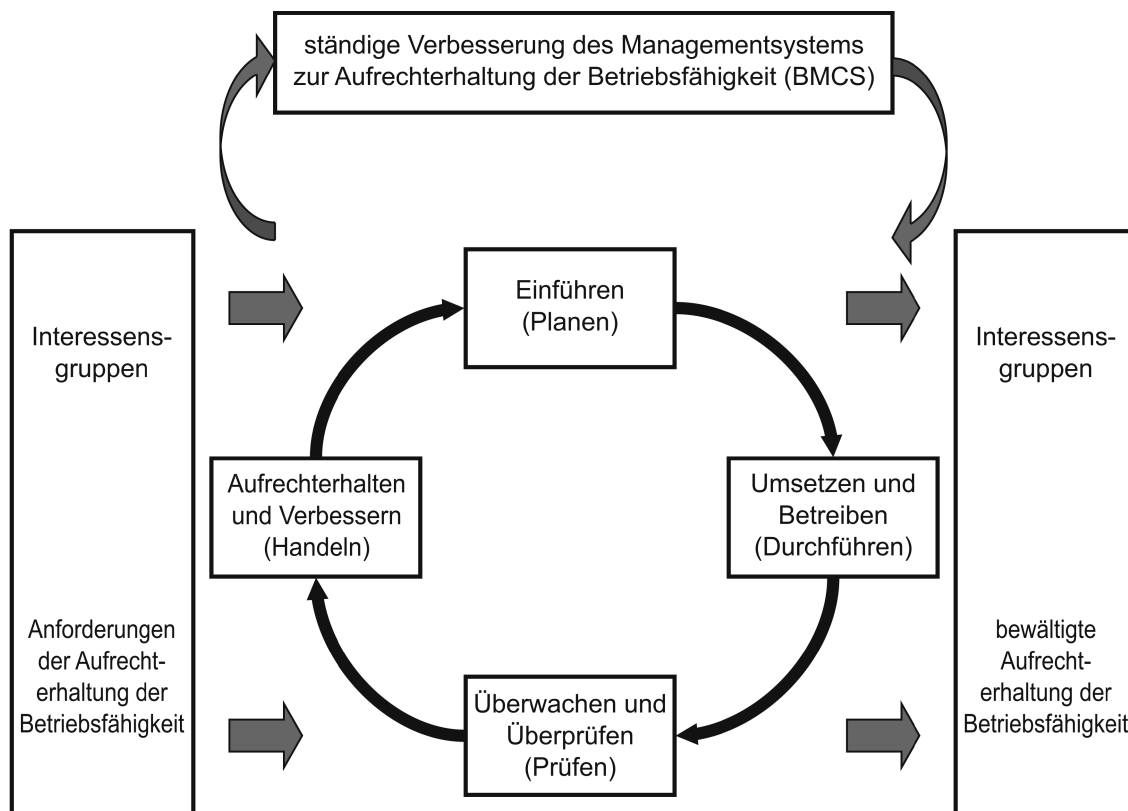 ständige Verbesserung des Managementsystems
zur Aufrechterhaltung der Betriebsfähigkeit (BMCS)
Interessens-
gruppen
Anforderungen
der Aufrecht-
erhaltung der
Betriebsfähigkeit
Einführen
(Planen)
Aufrechterhalten
und Verbessern
(Handeln)
Umsetzen und
Betreiben
(Durchführen)
Überwachen und
Überprüfen
(Prüfen)
Interessens-
gruppen
bewältigte
Aufrecht-
erhaltung der
Betriebsfähigkeit